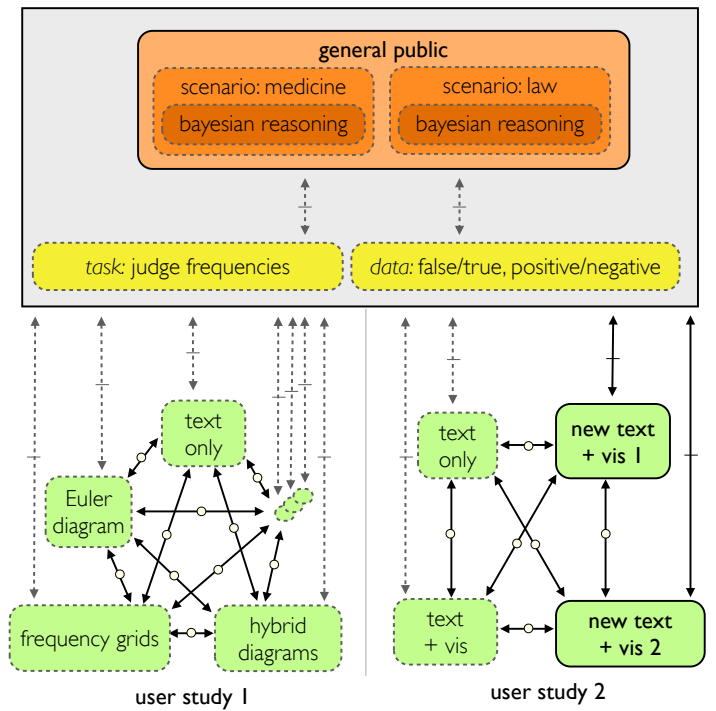 general public
scenario: medicine
bayesian reasoning
scenario: law
bayesian reasoning
task: judge frequencies
data: false/true, positive/negative
text
only
Euler
diagram
frequency grids
hybrid
diagrams
user study 1
text
only
new text
+ vis 1
text
+ vis
new text
+ vis 2
user study 2